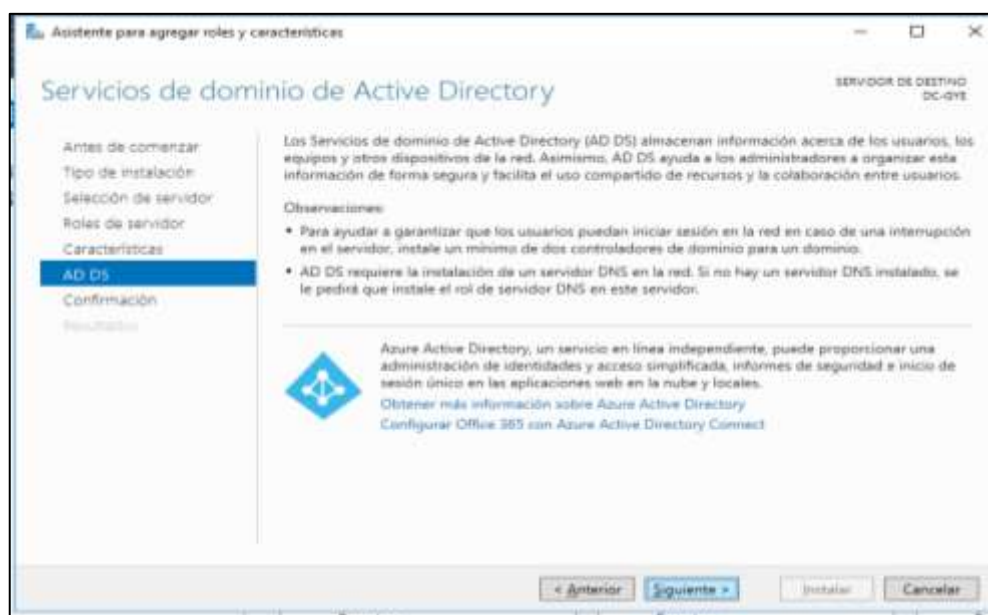 Asistente para agregar roles y características
Servicios de dominio de Active Directory
SERVIDOR DE DESTINO
DC-GYE
Antes de comenzar
Tipo de instalación
Selección de servidor
Roles de servidor
Características
AD DS
Confirmación
Resultados
Los Servicios de dominio de Active Directory (AD DS) almacenan información acerca de los usuarios, los
equipos y otros dispositivos de la red. Asimismo, AD DS ayuda a los administradores a organizar esta
información de forma segura y facilita el uso compartido de recursos y la colaboración entre usuarios.
Observaciones:
• Para ayudar a garantizar que los usuarios puedan iniciar sesión en la red en caso de una interrupción
en el servidor, instale un mínimo de dos controladores de dominio para un dominio.
• AD DS requiere la instalación de un servidor DNS en la red. Si no hay un servidor DNS instalado, se
le pedirá que instale el rol de servidor DNS en este servidor.
Azure Active Directory, un servicio en línea independiente, puede proporcionar una
administración de identidades y acceso simplificada, informes de seguridad e inicio de
sesión único en las aplicaciones web en la nube y locales.
Obtener más información sobre Azure Active Directory
Configurar Office 365 con Azure Active Directory Connect
< Anterior
Siguiente >
Instalar
Cancelar